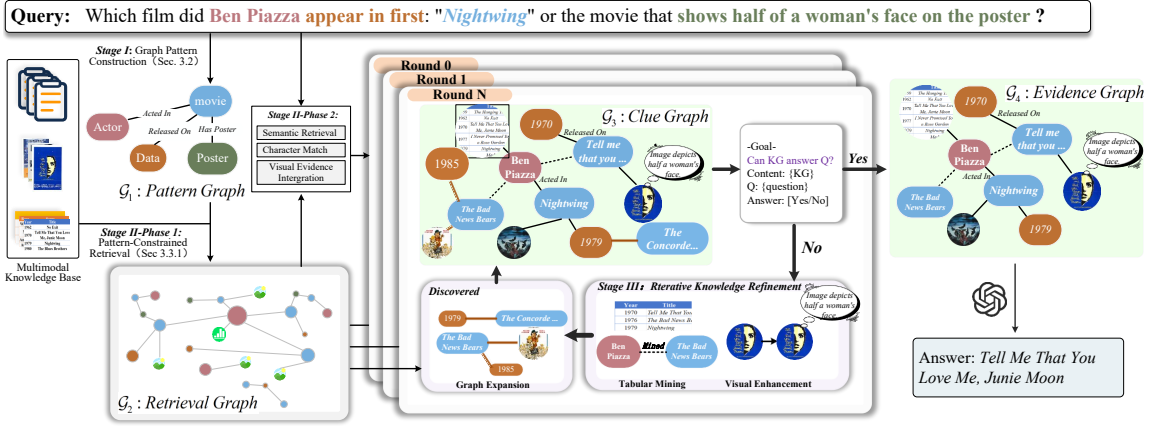 Query: Which film did Ben Piazza appear in first: "Nightwing" or the movie that shows half of a woman's face on the poster ?
Stage I: Graph Pattern
Construction (Sec. 3.2)
movie
Acted In
Has Poster
Released On
Actor
Data
Poster
G1 : Pattern Graph
Multimodal
Knowledge Base
Stage II-Phase 1:
Pattern-Constrained
Retrieval (Sec 3.3.1)
G2 : Retrieval Graph
Stage II-Phase 2:
Semantic Retrieval
Character Match
Visual Evidence
Intergration
Round 0
Round 1
Round N
G3 : Clue Graph
1970
Released On
Tell me
that you ...
Image depicts
half a woman's
face.
1985
Ben
Piazza
Acted In
The Bad
News Bears
Nightwing
1979
The
Concorde...
-Goal-
Can KG answer Q?
Content: {KG}
Q: {question}
Answer: [Yes/No]
Yes
No
Discovered
1979
The Concorde ...
The Bad
News Bears
1985
Graph Expansion
Stage III: Rterative Knowledge Refinement
Image depicts
half a woman's
face.
Year Title
1970 Tell Me That You
1976 The Bad News B
1979 Nightwing
Ben
Piazza
Mined
The Bad
News Bears
Tabular Mining
Visual Enhancement
G4 : Evidence Graph
1970
Released On
Tell me
that you ...
Image depicts
half a woman's
face.
Ben
Piazza
Acted In
The Bad
News Bears
Nightwing
1979
Answer: Tell Me That You
Love Me, Junie Moon